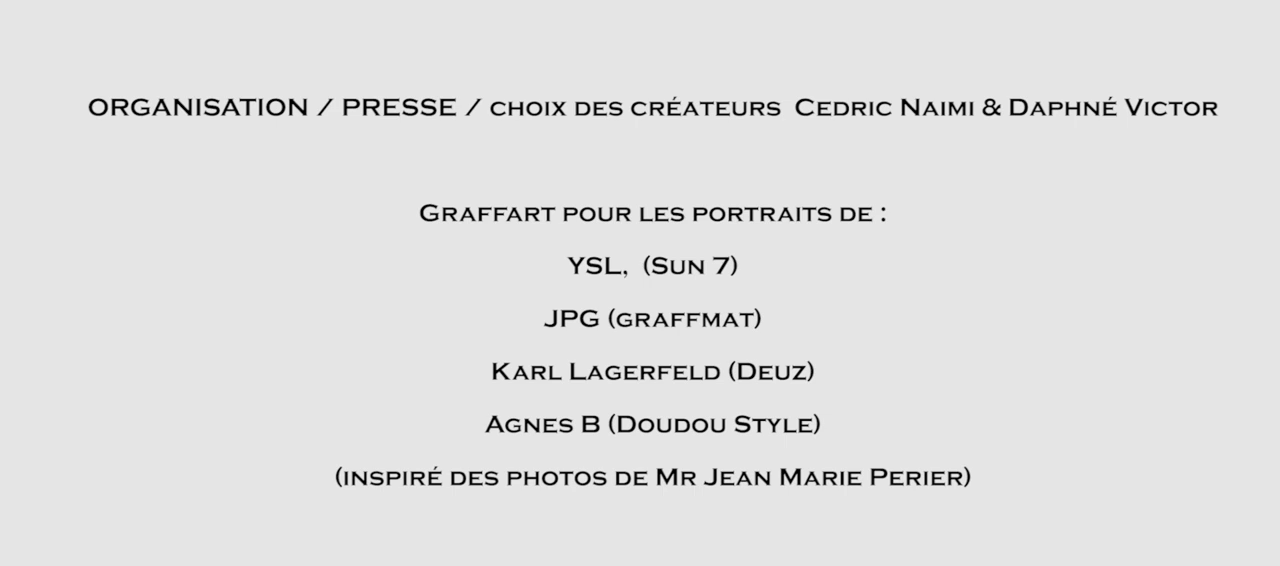 ORGANISATION / PRESSE / CHOIX DES CRÉATEURS CEDRIC NAIMI & DAPHNÉ VICTOR
GRAFFART POUR LES PORTRAITS DE :
YSL, (SUN 7)
JPG (GRAFFMAT)
KARL LAGERFELD (DEUZ)
AGNES B (DOUDOU STYLE)
(INSPIRÉ DES PHOTOS DE MR JEAN MARIE PERIER)